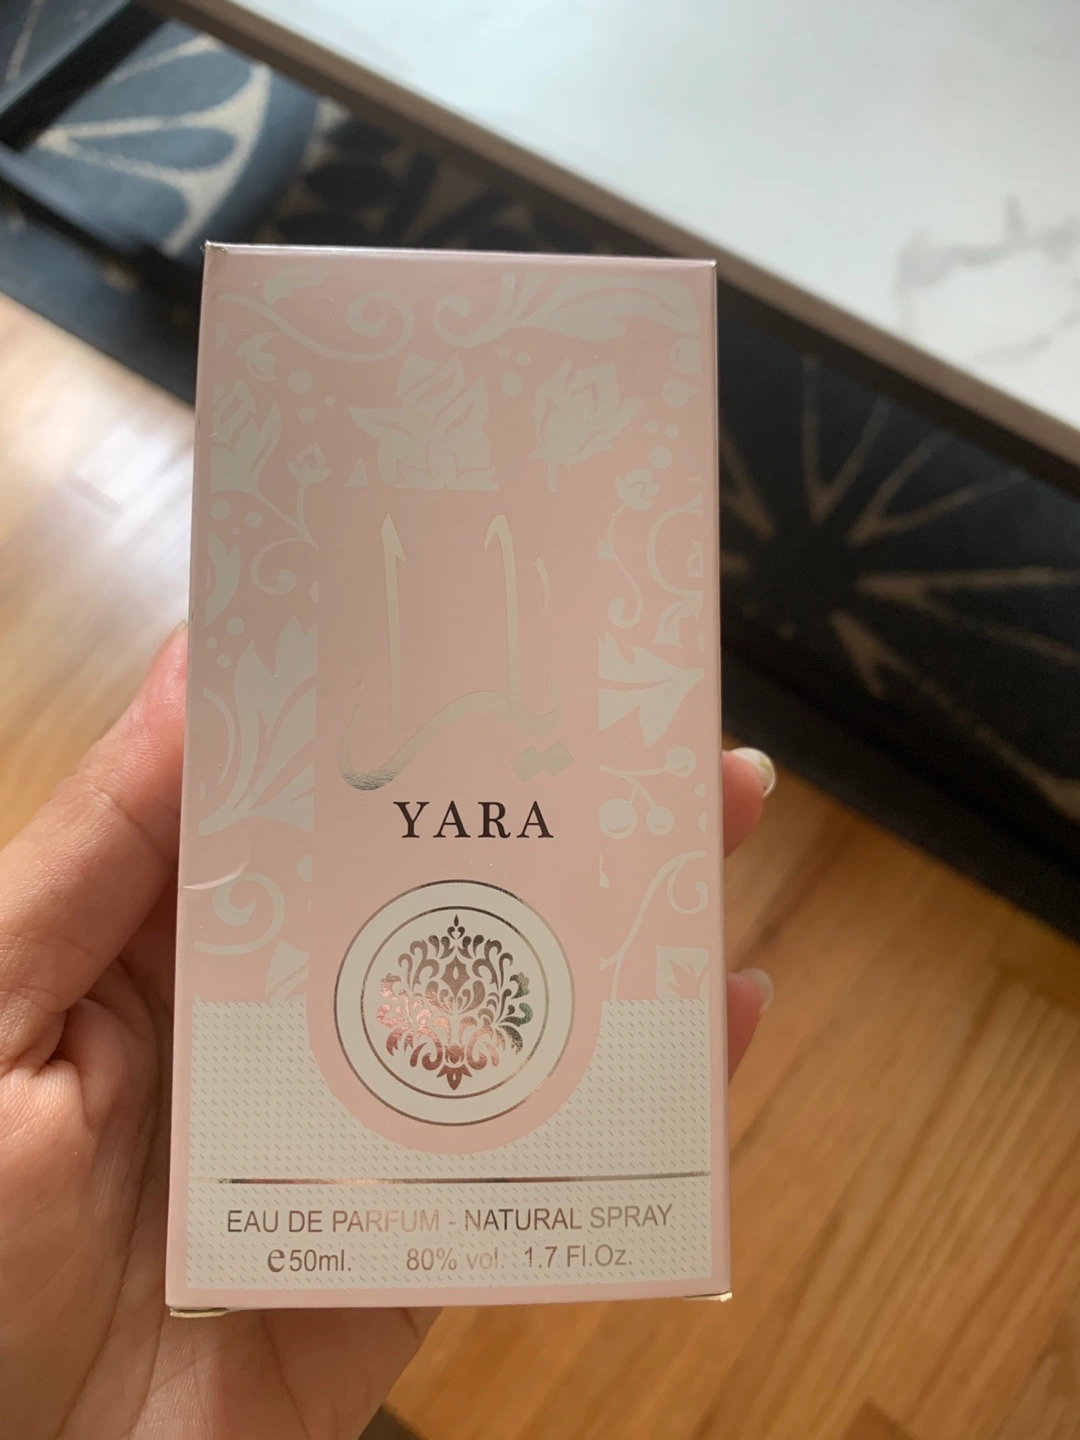 يارا
YARA
EAU DE PARFUM - NATURAL SPRAY
℮50ml. 80% vol. 1.7 Fl.Oz.